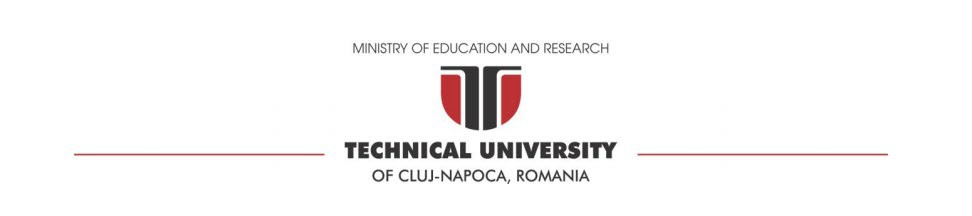 MINISTRY OF EDUCATION AND RESEARCH
TECHNICAL UNIVERSITY
OF CLUJ-NAPOCA, ROMANIA